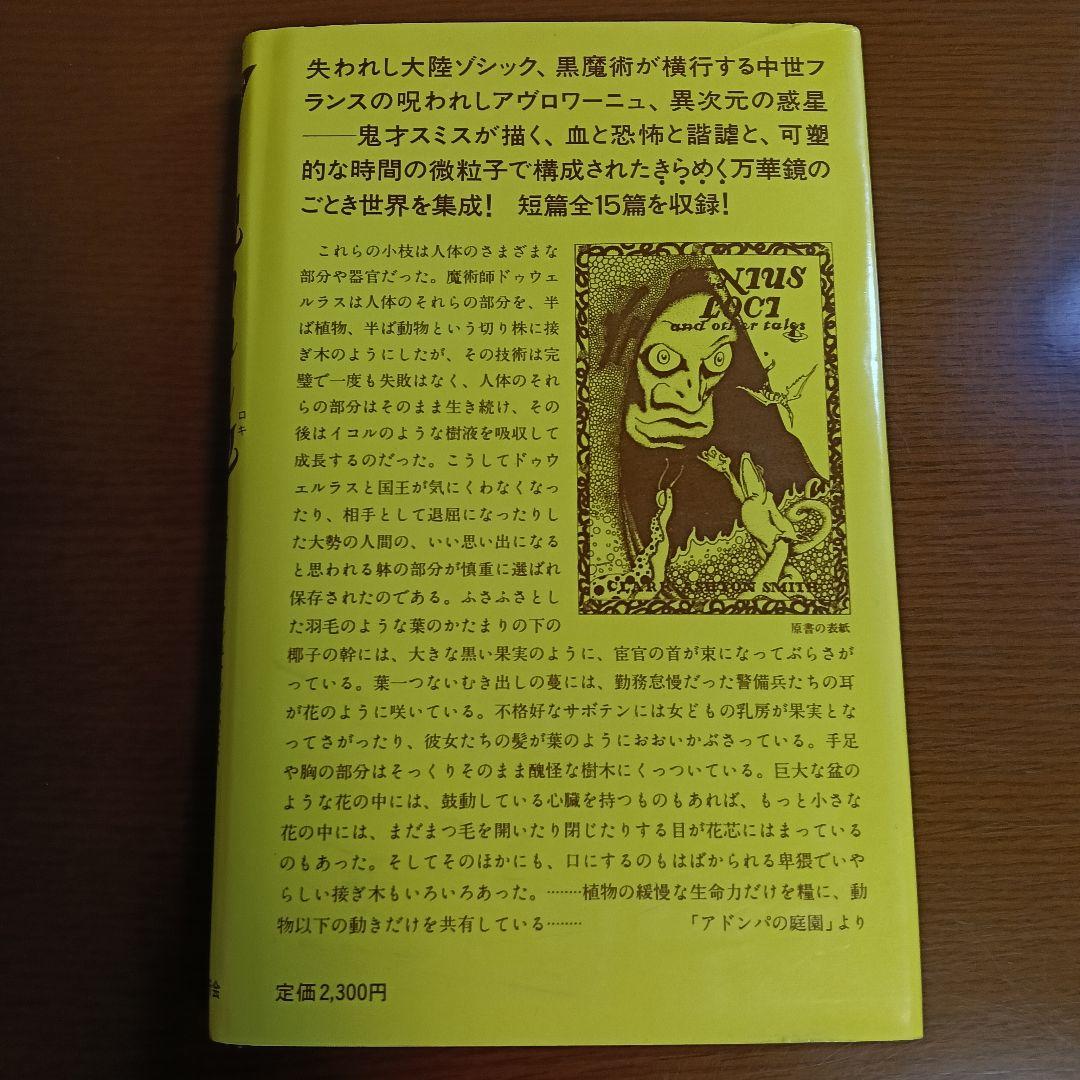 失われし大陸ゾシック、黒魔術が横行する中世フ
ランスの呪われしアヴロワーニュ、異次元の惑星
――鬼才スミスが描く、血と恐怖と諧謔と、可塑
的な時間の微粒子で構成されたきらめく万華鏡の
ごとき世界を集成！　短篇全15篇を収録！
これらの小枝は人体のさまざまな
部分や器官だった。魔術師ドゥウェ
ルラスは人体のそれらの部分を、半
ば植物、半ば動物という切り株に接
ぎ木のようにしたが、その技術は完
璧で一度も失敗はなく、人体のそれ
らの部分はそのまま生き続け、その
後はイコルのような樹液を吸収して
成長するのだった。こうしてドゥウ
ェルラスと国王が気にくわなくなっ
たり、相手として退屈になったりし
た大勢の人間の、いい思い出になる
と思われる躰の部分が慎重に選ばれ
保存されたのである。ふさふさとし
た羽毛のような葉のかたまりの下の
椰子の幹には、大きな黒い果実のように、宦官の首が束になってぶらさが
っている。葉一つないむき出しの蔓には、勤務怠慢だった警備兵たちの耳
が花のように咲いている。不格好なサボテンには女どもの乳房が果実とな
ってさがったり、彼女たちの髪が葉のようにおおいかぶさっている。手足
や胸の部分はそっくりそのまま醜怪な樹木にくっついている。巨大な盆の
ような花の中には、鼓動している心臓を持つものもあれば、もっと小さな
花の中には、まだまつ毛を開いたり閉じたりする目が花芯にはまっている
のもあった。そしてそのほかにも、口にするのもはばかられる卑猥でいや
らしい接ぎ木もいろいろあった。………植物の緩慢な生命力だけを糧に、動
物以下の動きだけを共有している………　「アドンパの庭園」より
NIUS
LOCI
and other tales
CLARK ASHTON SMITH
原書の表紙
定価2,300円
ロキ
会